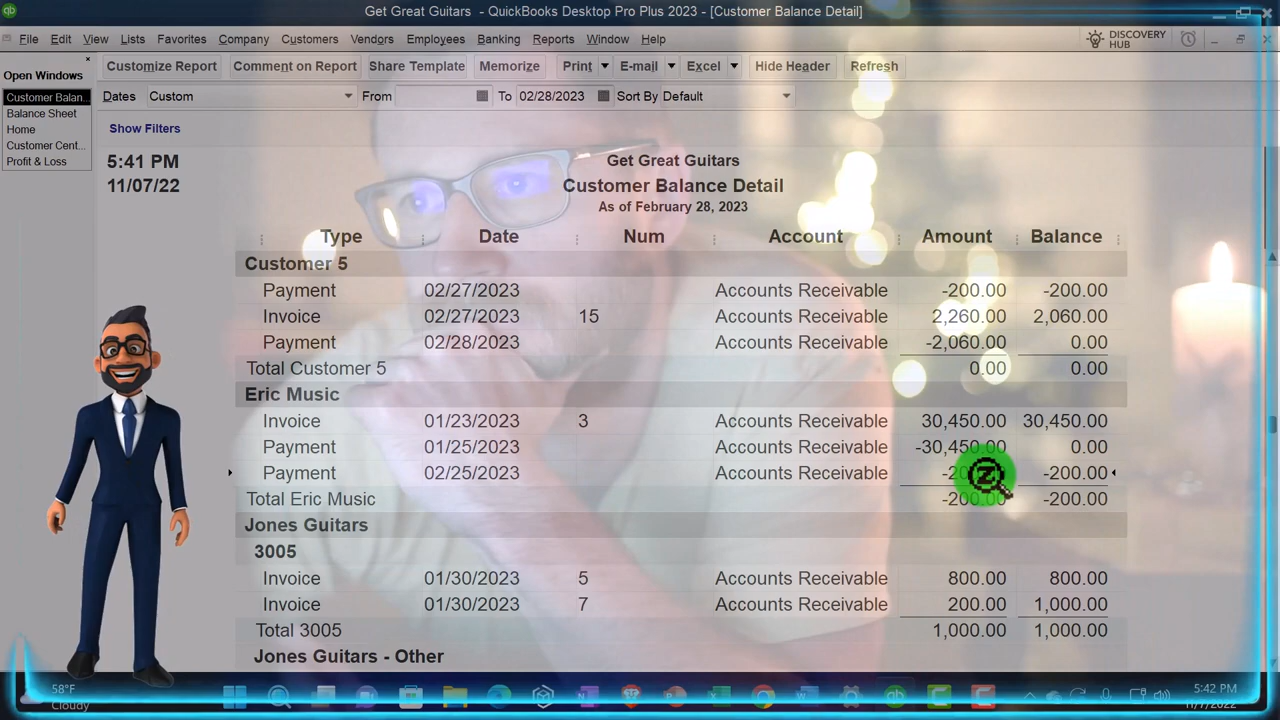 qb Get Great Guitars - QuickBooks Desktop Pro Plus 2023 - [Customer Balance Detail]
File Edit View Lists Favorites Company Customers Vendors Employees Banking Reports Window Help DISCOVERY HUB
Open Windows
Customer Balan...
Balance Sheet
Home
Customer Cent...
Profit & Loss
Customize Report Comment on Report Share Template Memorize Print E-mail Excel Hide Header Refresh
Dates Custom From To 02/28/2023 Sort By Default
Show Filters
5:41 PM
11/07/22
Get Great Guitars
Customer Balance Detail
As of February 28, 2023
Type Date Num Account Amount Balance
Customer 5
Payment 02/27/2023 Accounts Receivable -200.00 -200.00
Invoice 02/27/2023 15 Accounts Receivable 2,260.00 2,060.00
Payment 02/28/2023 Accounts Receivable -2,060.00 0.00
Total Customer 5 0.00 0.00
Eric Music
Invoice 01/23/2023 3 Accounts Receivable 30,450.00 30,450.00
Payment 01/25/2023 Accounts Receivable -30,450.00 0.00
Payment 02/25/2023 Accounts Receivable -200.00
Total Eric Music -200.00 -200.00
Jones Guitars
3005
Invoice 01/30/2023 5 Accounts Receivable 800.00 800.00
Invoice 01/30/2023 7 Accounts Receivable 200.00 1,000.00
Total 3005 1,000.00 1,000.00
Jones Guitars - Other
58°F
Cloudy
5:42 PM
11/7/2022